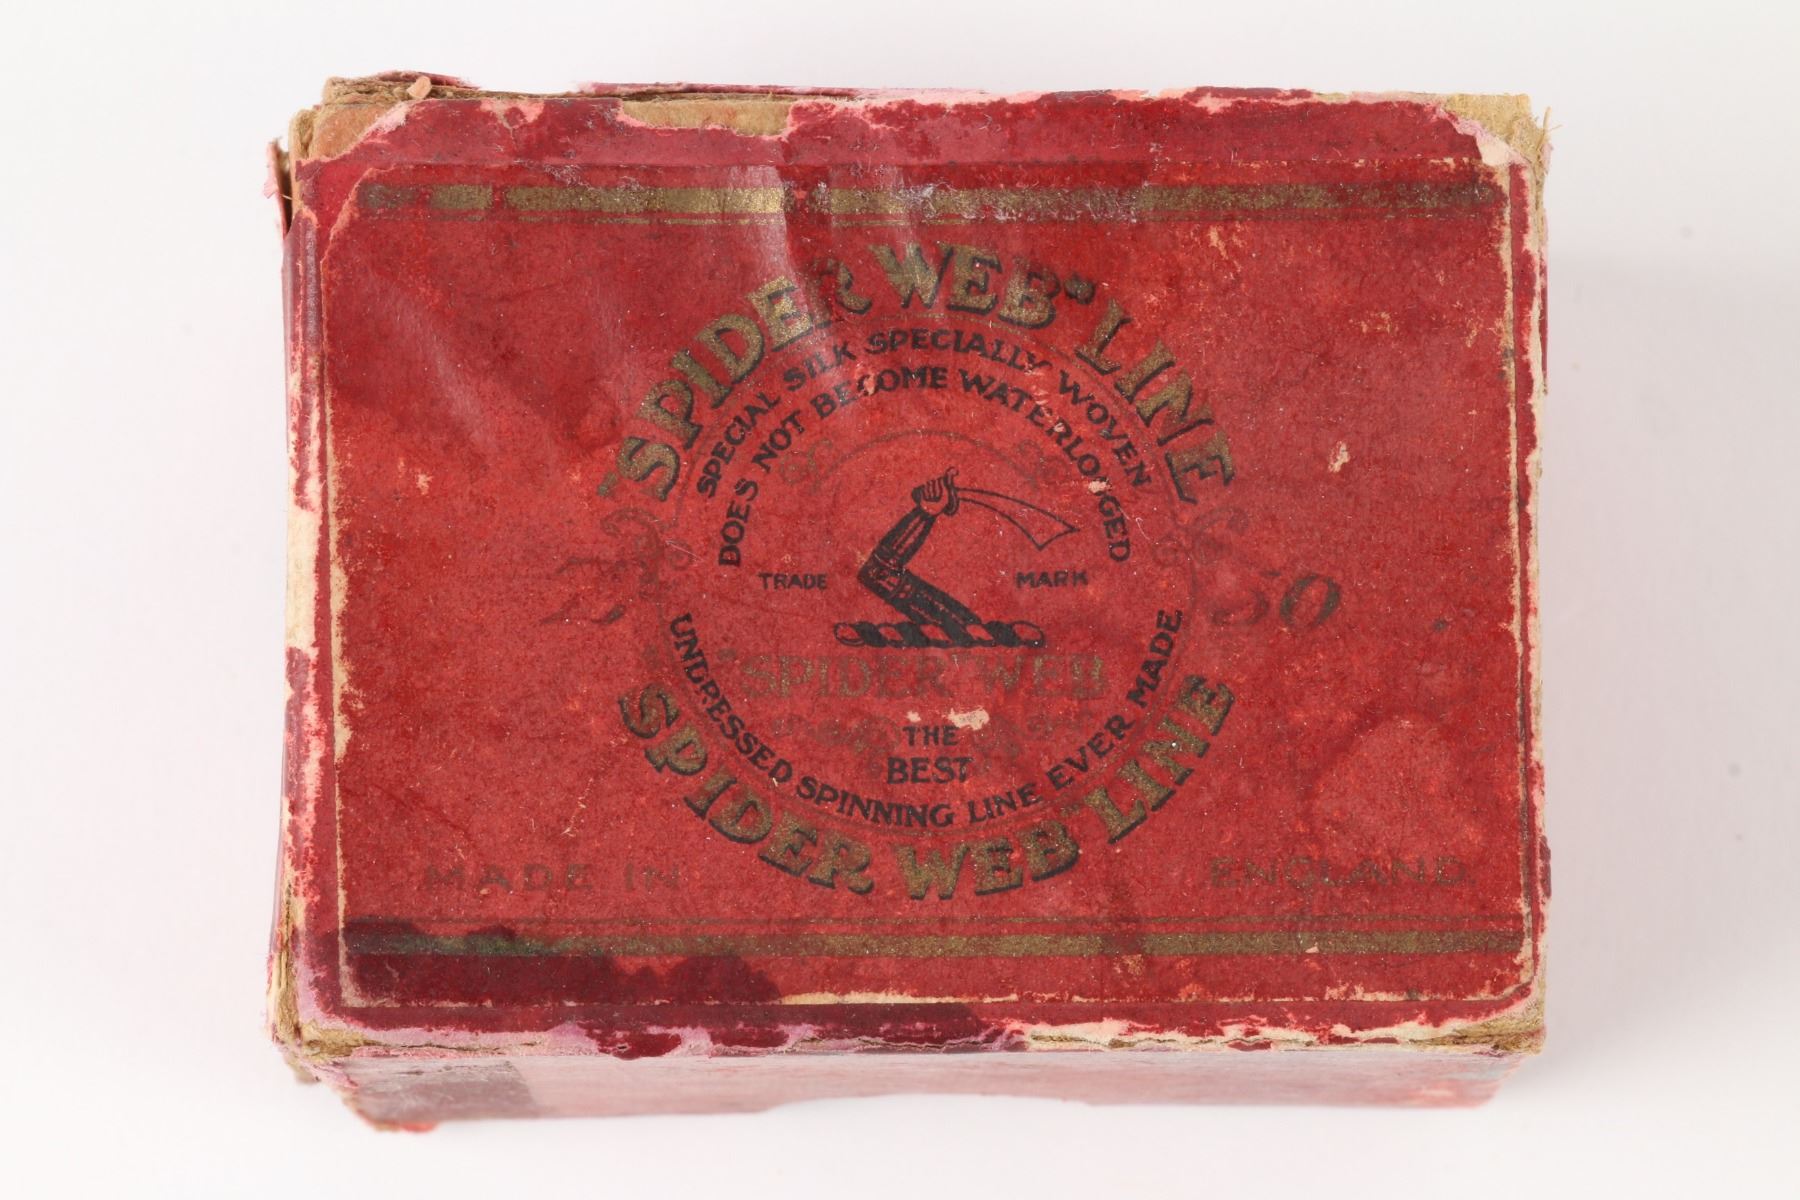 "SPIDER WEB" LINE
SPECIAL SILK SPECIALLY WOVEN
DOES NOT BECOME WATERLOGGED
TRADE MARK
50
"SPIDER WEB
THE
BEST
UNDRESSED SPINNING LINE EVER MADE
SPIDER WEB" LINE
MADE IN ENGLAND.